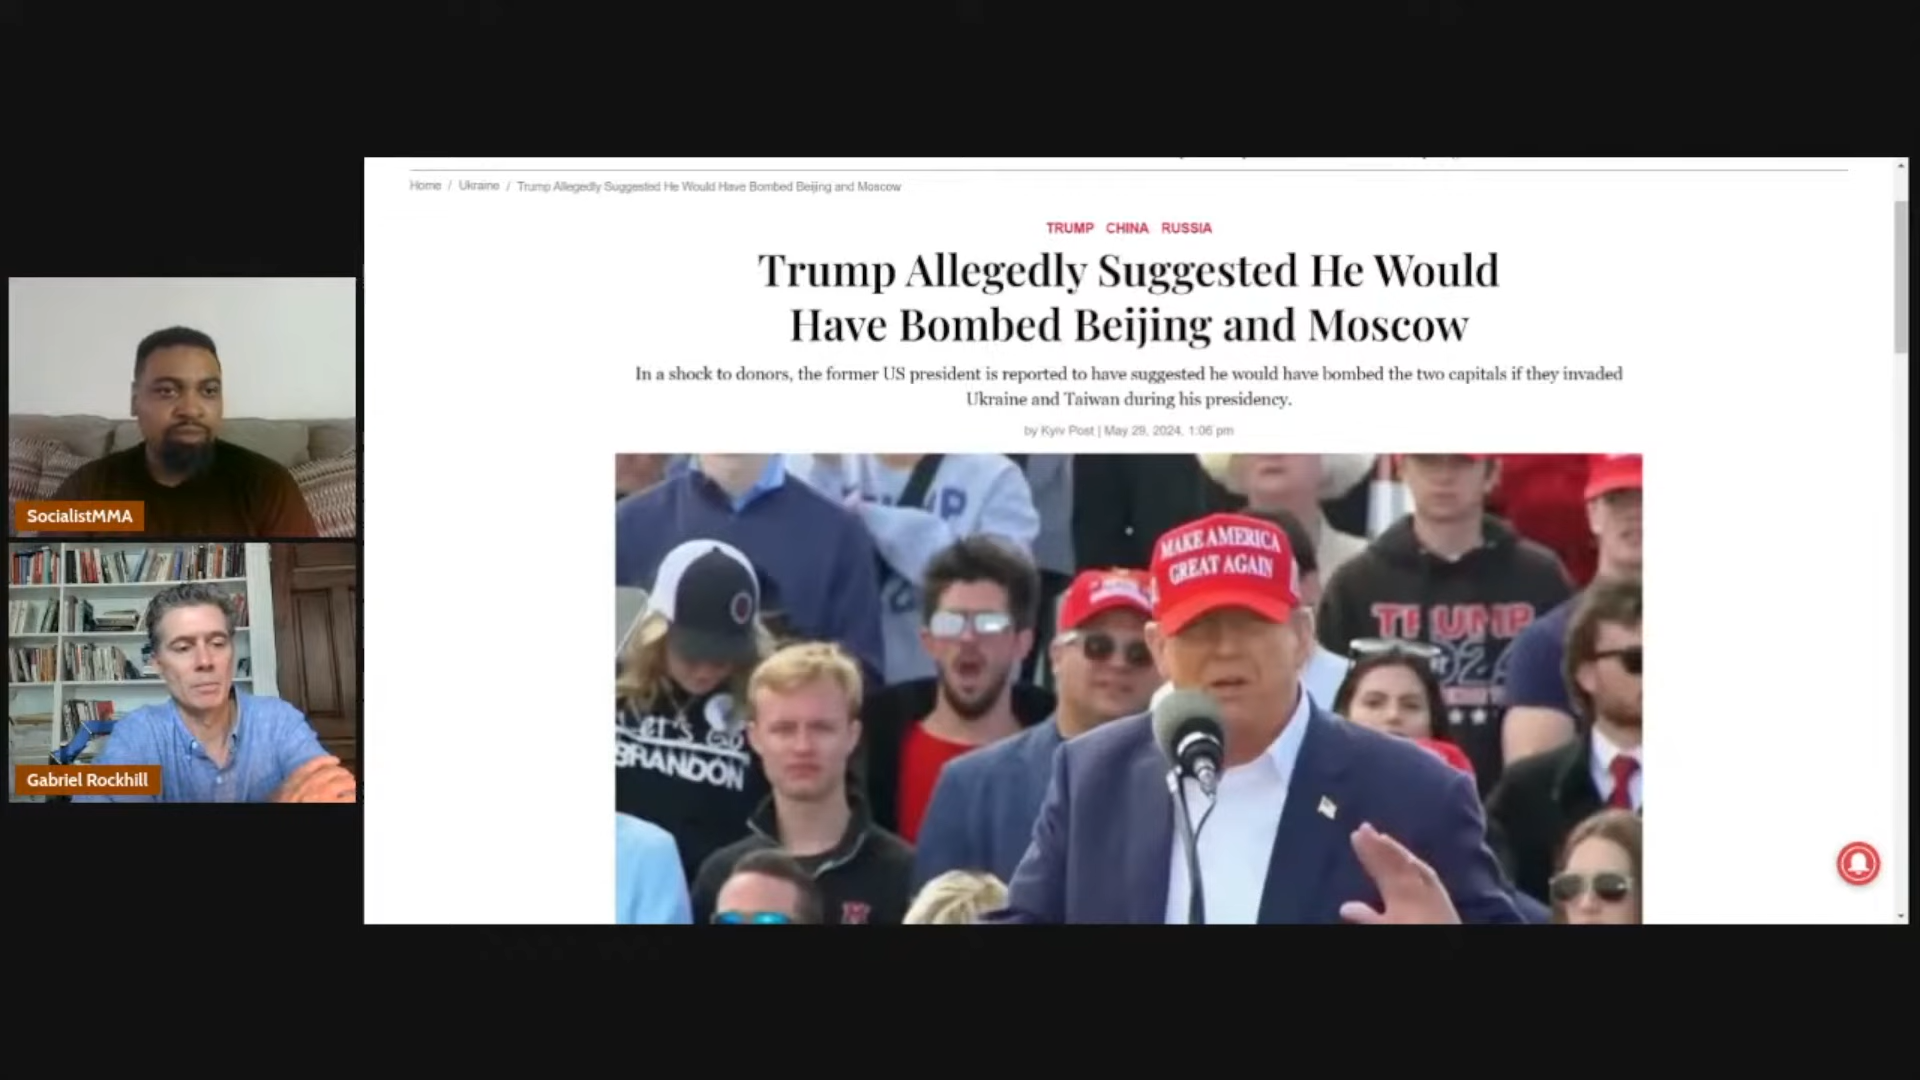 Home / Ukraine / Trump Allegedly Suggested He Would Have Bombed Beijing and Moscow
TRUMP CHINA RUSSIA
Trump Allegedly Suggested He Would
Have Bombed Beijing and Moscow
In a shock to donors, the former US president is reported to have suggested he would have bombed the two capitals if they invaded
Ukraine and Taiwan during his presidency.
by Kyiv Post | May 29, 2024, 1:06 pm
SocialistMMA
Gabriel Rockhill
MAKE AMERICA
GREAT AGAIN
TRUMP
LET'S GO
BRANDON